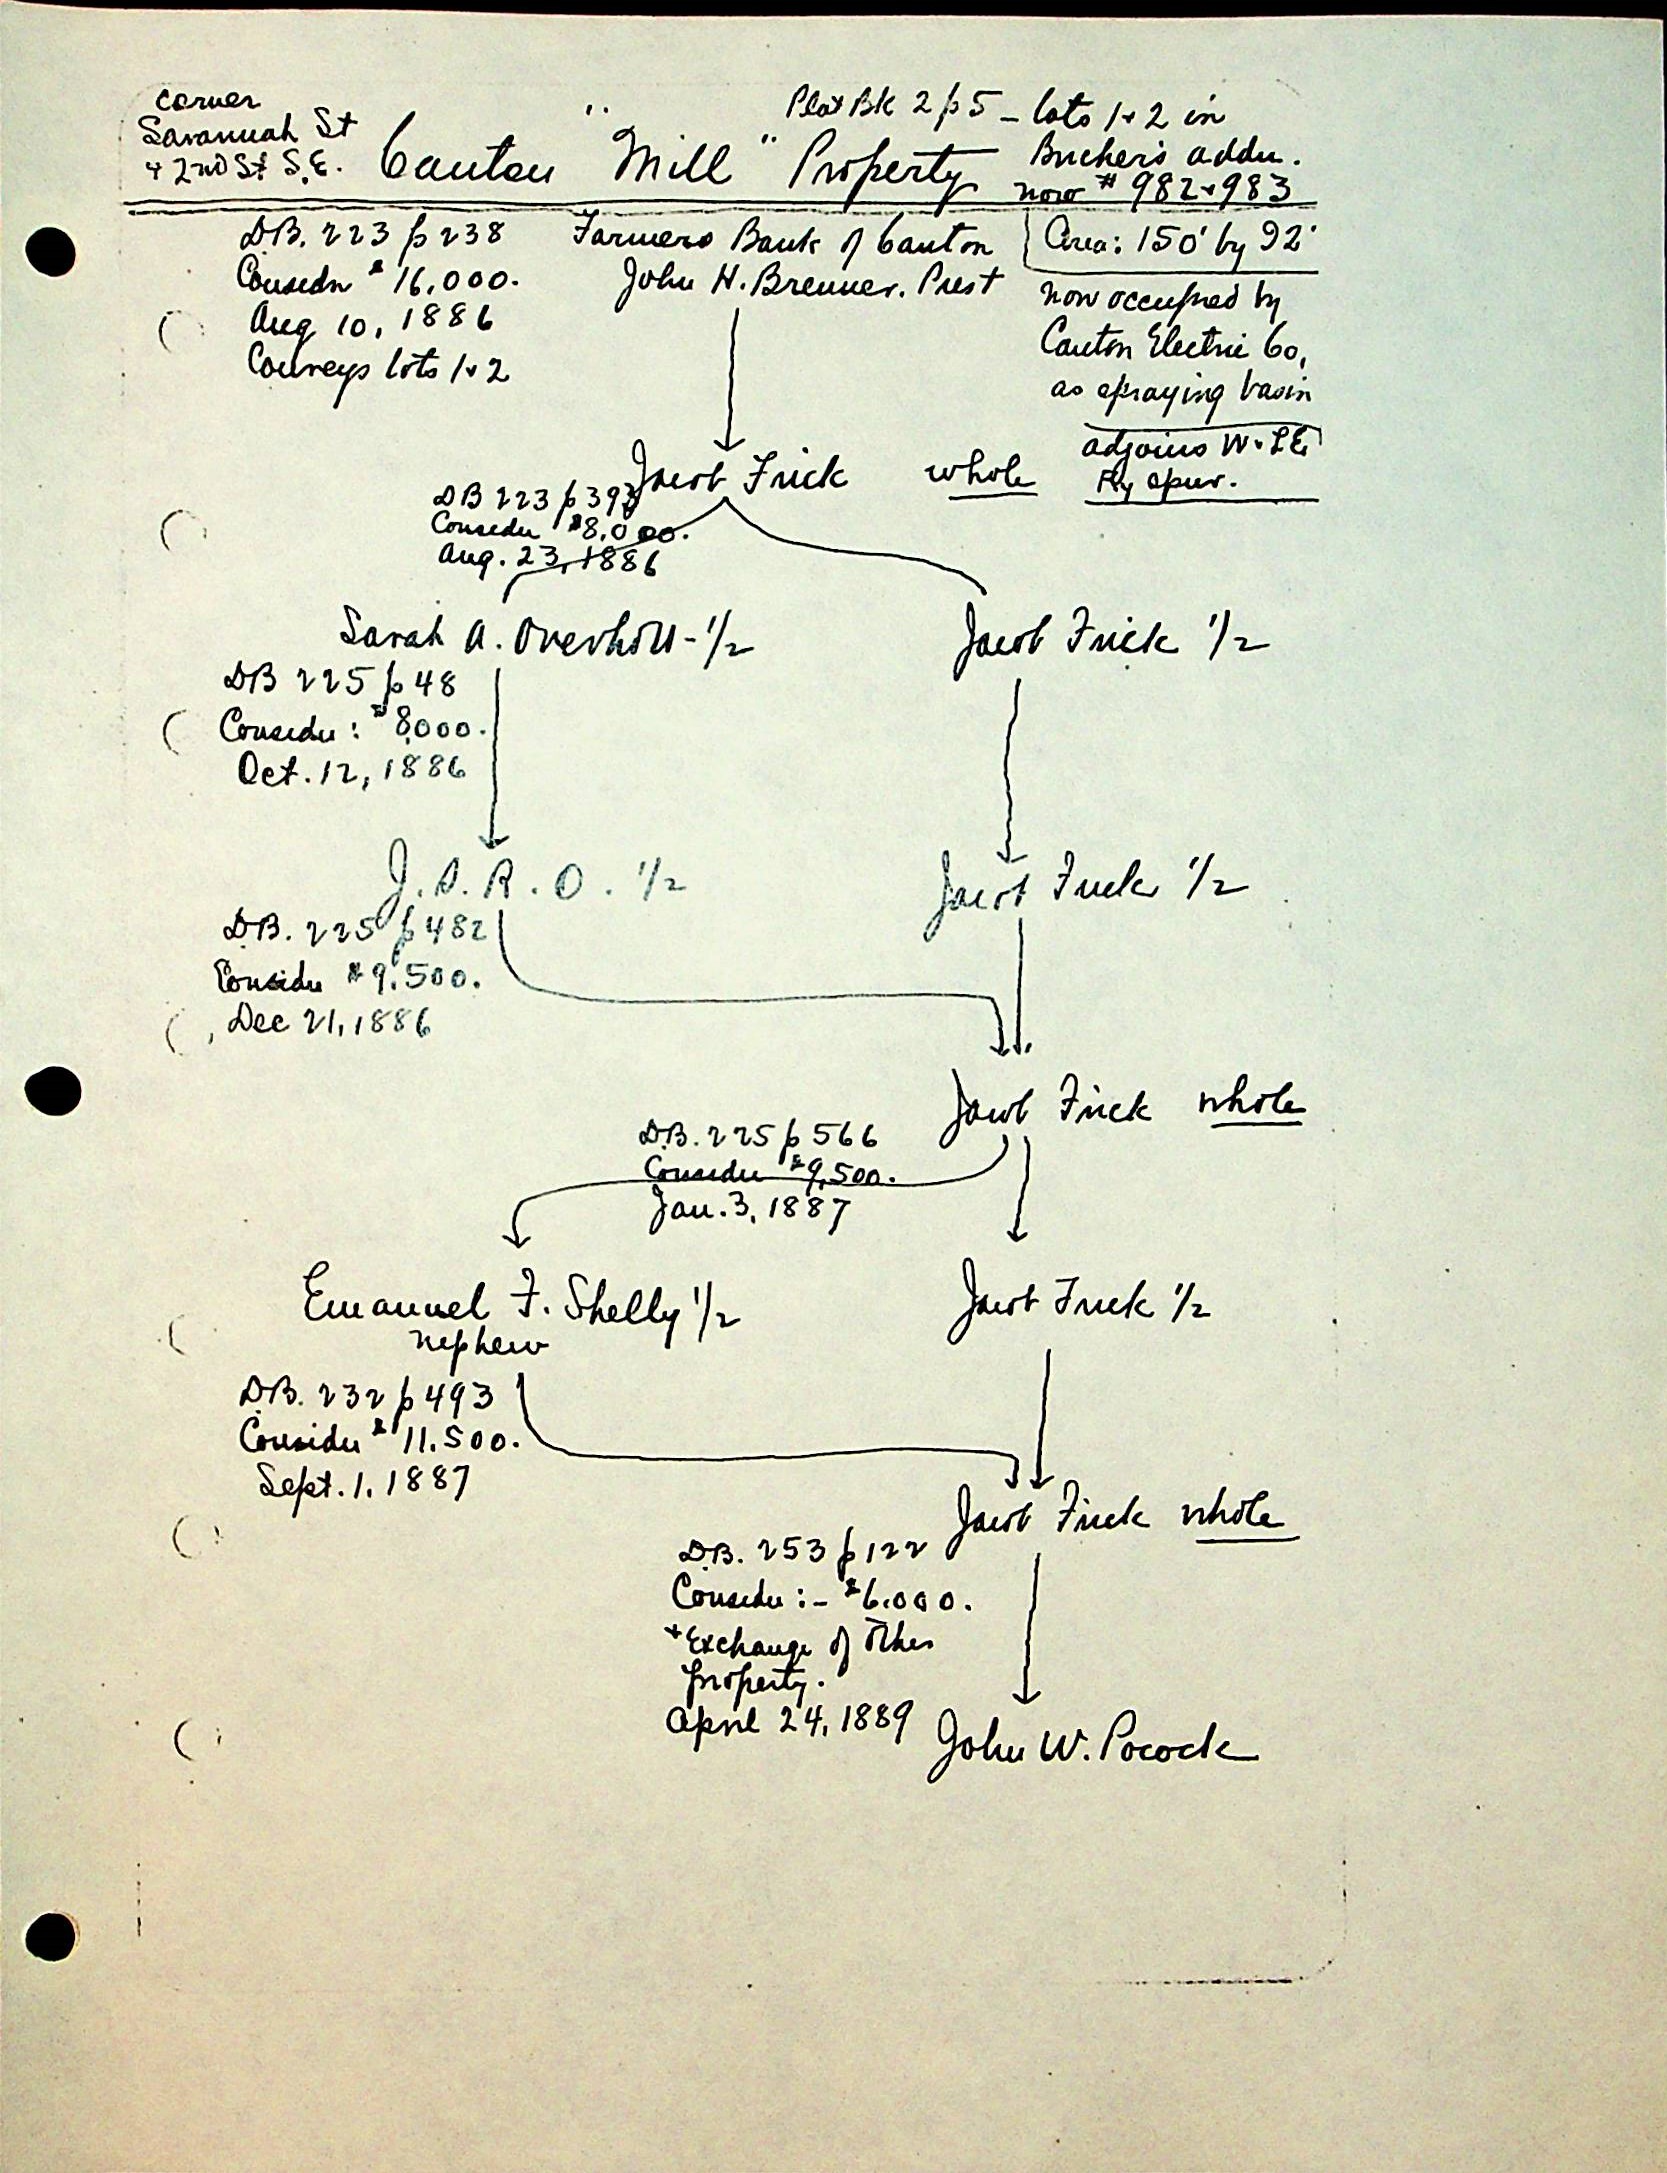 corner
Savannah St
+ 2nd St S.E.
Canton "Mill" Property
Plat Bk 2 p 5 - lots 1+2 in
Bucher's addn.
now # 982+983
Area: 150' by 92'
now occupied by
Canton Electric Co,
as spraying basin
adjoins W.+L.E.
Ry spur.
DB. 223 p 238
Considn $16,000.
Aug 10, 1886
Conveys lots 1+2
Farmers Bank of Canton
John H. Brenner. Prest
Jacob Frick whole
DB 223 p 393
Considn $8,000.
Aug. 23, 1886
Sarah A. Overholt - 1/2
Jacob Frick 1/2
DB 225 p 48
Considn: $8,000.
Oct. 12, 1886
J.S.R.O. 1/2
Jacob Frick 1/2
DB. 225 p 482
Considn $9,500.
Dec 21, 1886
Jacob Frick whole
DB. 225 p 566
Considn $9,500.
Jan. 3, 1887
Emanuel F. Shelly 1/2
nephew
Jacob Frick 1/2
DB. 232 p 493
Considn $11,500.
Sept. 1, 1887
Jacob Frick whole
DB. 253 p 122
Considn :- $6,000.
+ Exchange of other
property.
April 24, 1889
John W. Pocock